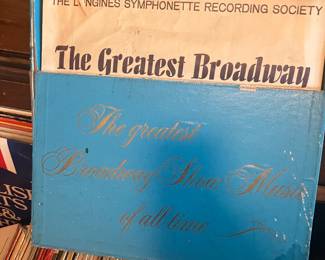 THE LONGINES SYMPHONETTE RECORDING SOCIETY
The Greatest Broadway
The greatest
Broadway Show Music
of all time